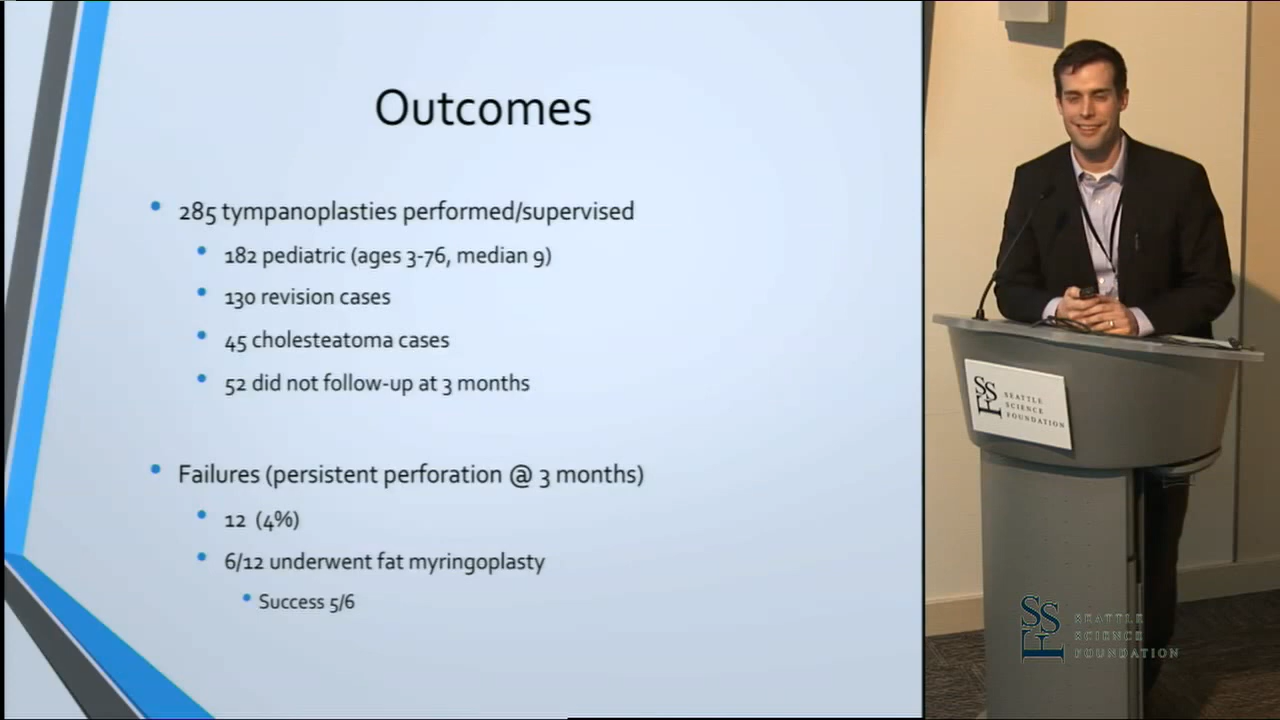 Outcomes
285 tympanoplasties performed/supervised
182 pediatric (ages 3-76, median 9)
130 revision cases
45 cholesteatoma cases
52 did not follow-up at 3 months
Failures (persistent perforation @ 3 months)
12 (4%)
6/12 underwent fat myringoplasty
Success 5/6
SSF
SEATTLE
SCIENCE
FOUNDATION
SSF
SEATTLE
SCIENCE
FOUNDATION